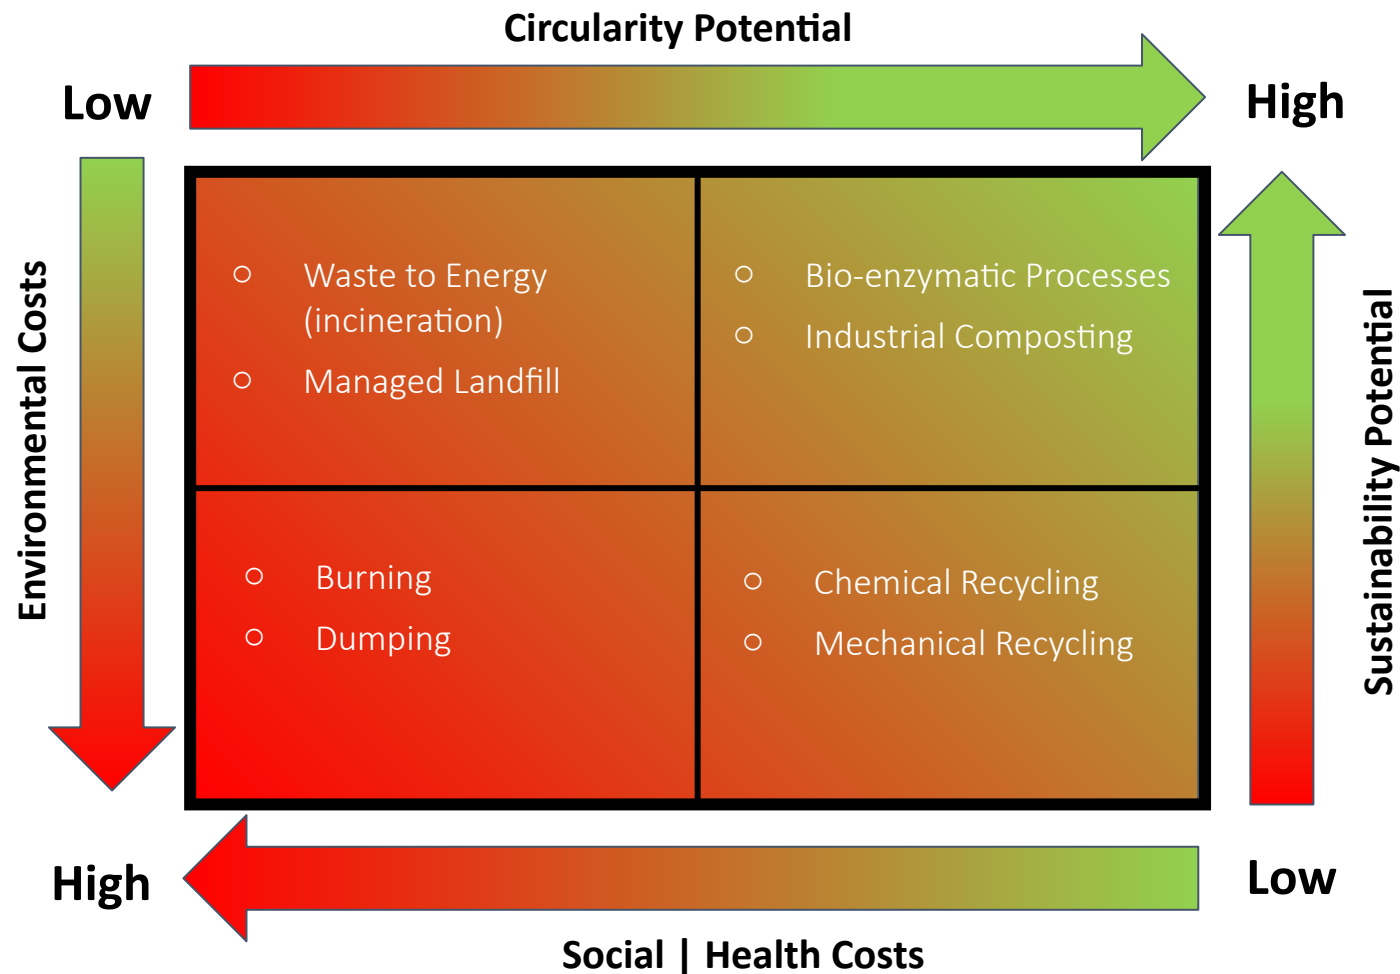 Circularity Potential
Low
High
Environmental Costs
○ Waste to Energy
(incineration)
○ Managed Landfill
○ Bio-enzymatic Processes
○ Industrial Composting
Sustainability Potential
○ Burning
○ Dumping
○ Chemical Recycling
○ Mechanical Recycling
High
Low
Social | Health Costs